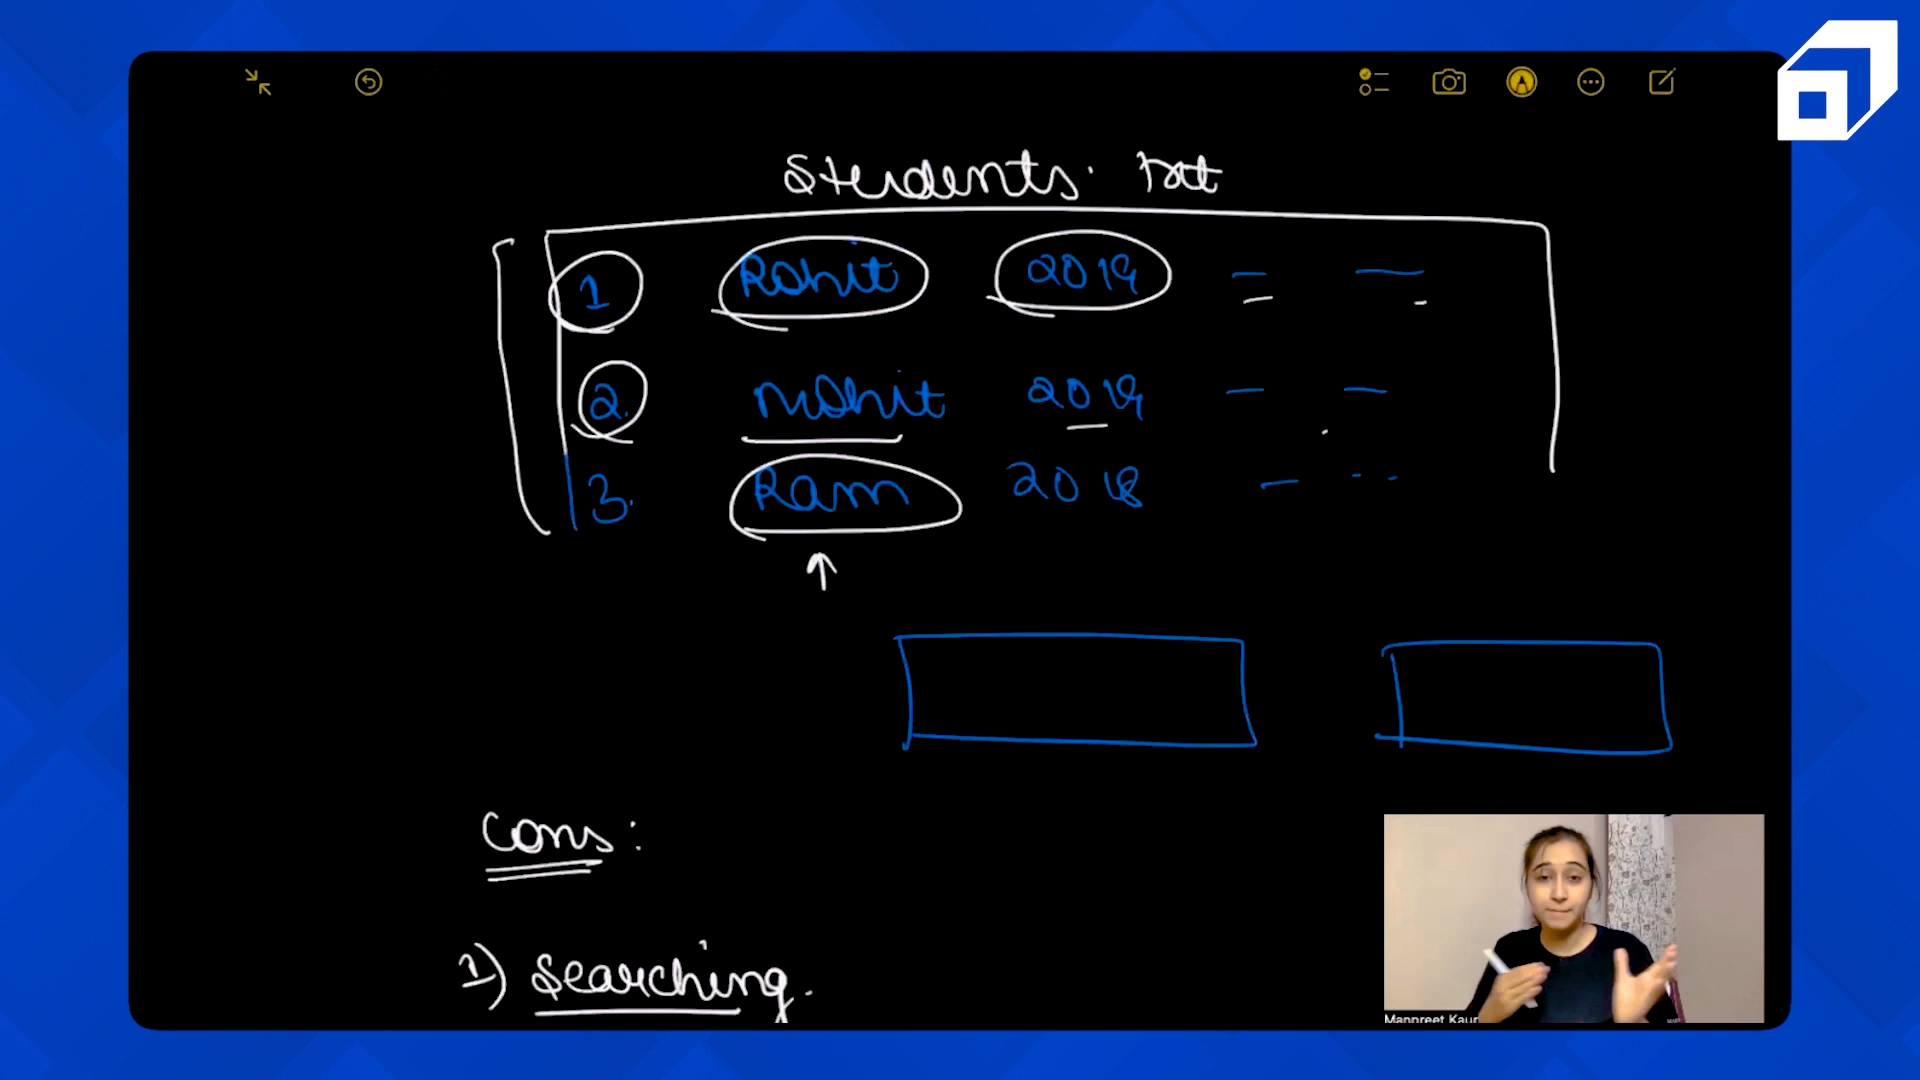 Students. txt
1 Rohit 2019 — —
2. Mohit 2019 — —
3. Ram 2018 — --
Cons:
1) Searching.
Manpreet Kaur